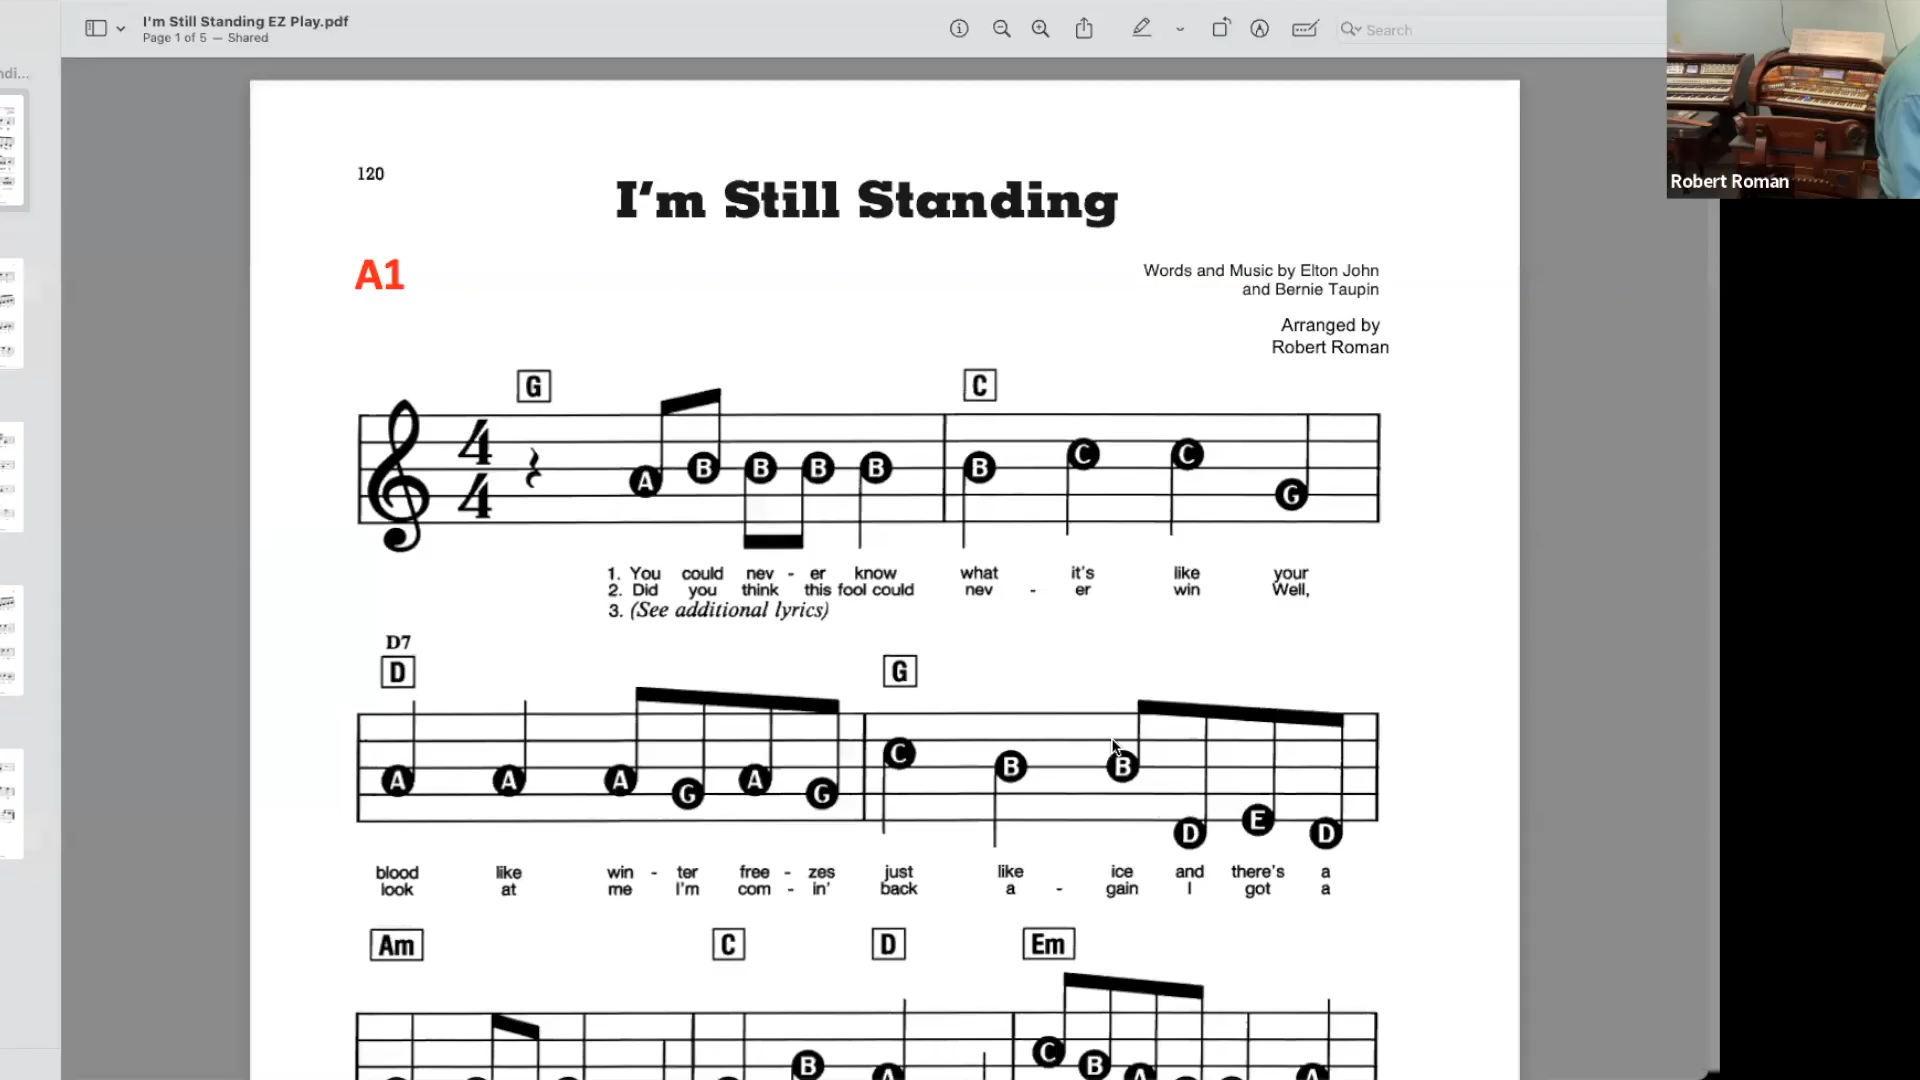 I'm Still Standing EZ Play.pdf
Page 1 of 5 — Shared
Search
ndi...
Robert Roman
120
I'm Still Standing
A1
Words and Music by Elton John
and Bernie Taupin
Arranged by
Robert Roman
G C
4
4
A B B B B B C C G
1. You could nev - er know what it's like your
2. Did you think this fool could nev - er win Well,
3. (See additional lyrics)
D7
D G
A A A G A G C B B D E D
blood like win - ter free - zes just like ice and there's a
look at me I'm com - in' back a - gain I got a
Am C D Em
B A C B A A